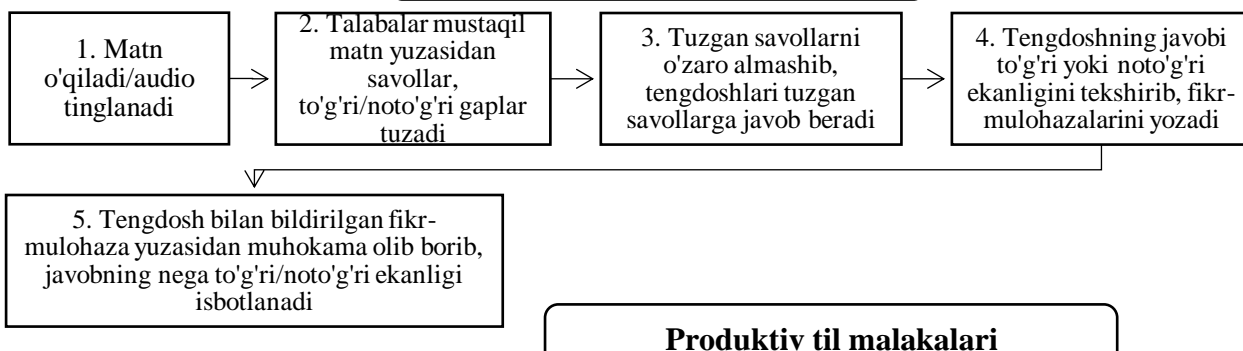 1. Matn
o'qiladi/audio
tinglanadi
2. Talabalar mustaqil
matn yuzasidan
savollar,
to'g'ri/noto'g'ri gaplar
tuzadi
3. Tuzgan savollarni
o'zaro almashib,
tengdoshlari tuzgan
savollarga javob beradi
4. Tengdoshning javobi
to'g'ri yoki noto'g'ri
ekanligini tekshirib, fikr-
mulohazalarini yozadi
5. Tengdosh bilan bildirilgan fikr-
mulohaza yuzasidan muhokama olib borib,
javobning nega to'g'ri/noto'g'ri ekanligi
isbotlanadi
Produktiv til malakalari